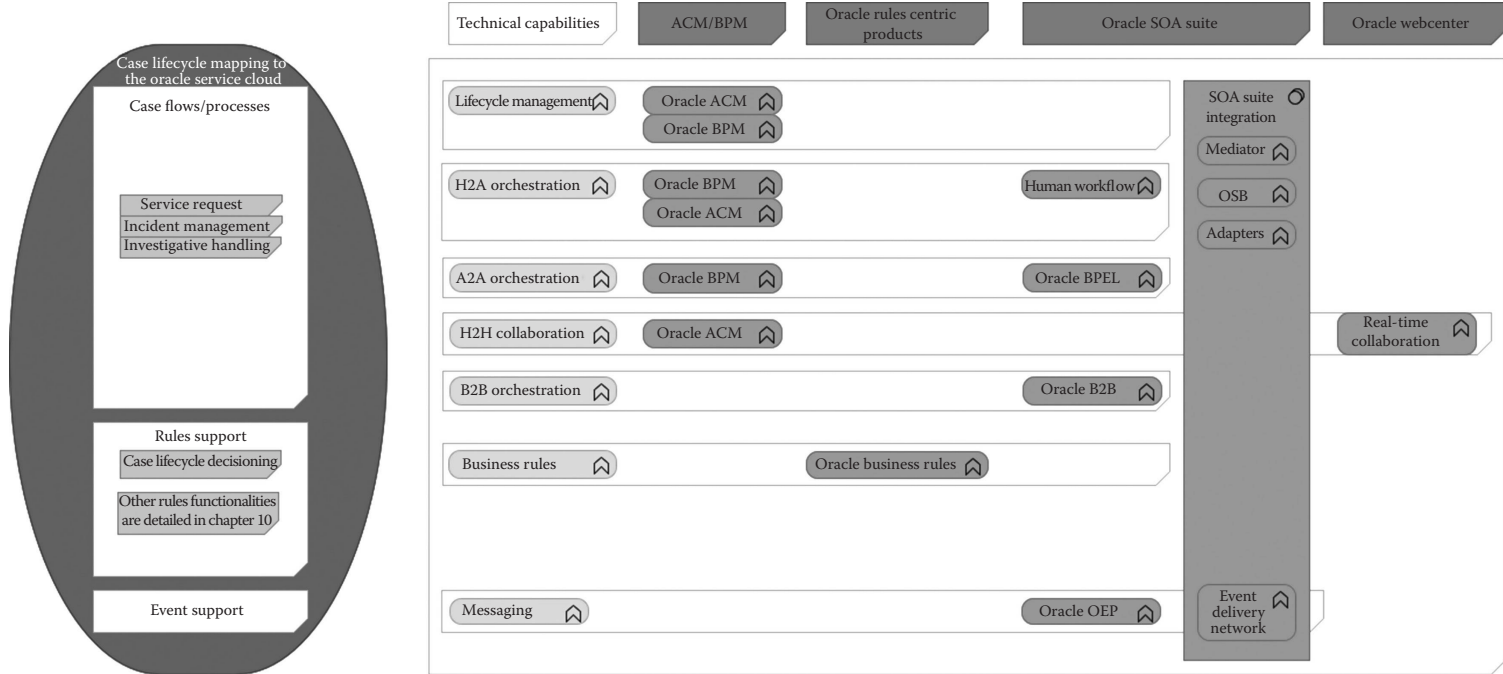 Case lifecycle mapping to
the oracle service cloud
Case flows/processes
Service request
Incident management
Investigative handling
Rules support
Case lifecycle decisioning
Other rules functionalities
are detailed in chapter 10
Event support
Technical capabilities
ACM/BPM
Oracle rules centric
products
Oracle SOA suite
Oracle webcenter
Lifecycle management
Oracle ACM
Oracle BPM
H2A orchestration
Oracle BPM
Oracle ACM
Human workflow
A2A orchestration
Oracle BPM
Oracle BPEL
H2H collaboration
Oracle ACM
Real-time
collaboration
B2B orchestration
Oracle B2B
Business rules
Oracle business rules
Messaging
Oracle OEP
SOA suite
integration
Mediator
OSB
Adapters
Event
delivery
network